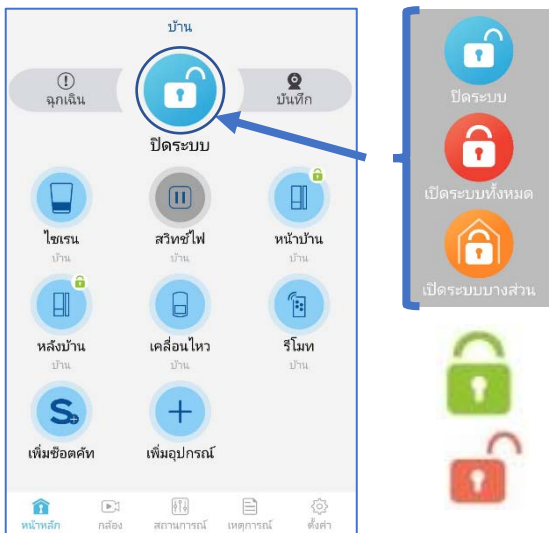 บ้าน
ฉุกเฉิน
บันทึก
ปิดระบบ
ไซเรน
บ้าน
สวิทช์ไฟ
บ้าน
หน้าบ้าน
บ้าน
หลังบ้าน
บ้าน
เคลื่อนไหว
บ้าน
รีโมท
บ้าน
เพิ่มช๊อตคัท
เพิ่มอุปกรณ์
หน้าหลัก
กล้อง
สถานการณ์
เหตุการณ์
ตั้งค่า
ปิดระบบ
เปิดระบบทั้งหมด
เปิดระบบบางส่วน